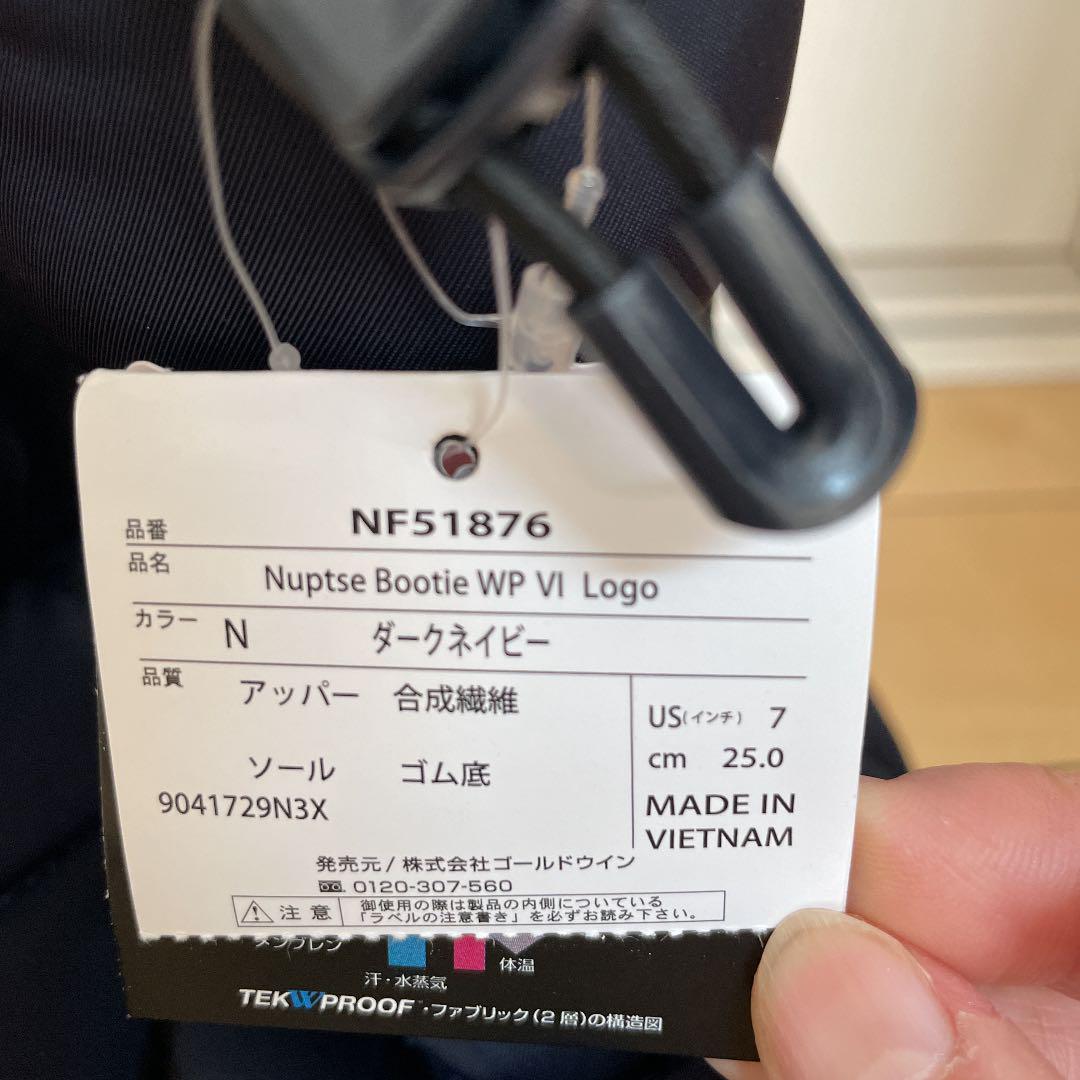 品番 NF51876
品名 Nuptse Bootie WP VI Logo
カラー N ダークネイビー
品質 アッパー 合成繊維
ソール ゴム底
9041729N3X
US(インチ) 7
cm 25.0
MADE IN
VIETNAM
発売元/株式会社ゴールドウイン
0120-307-560
注意 御使用の際は製品の内側についている
「ラベルの注意書き」を必ずお読み下さい。
メンブレン
体温
汗・水蒸気
TEKWPROOF™・ファブリック(2層)の構造図